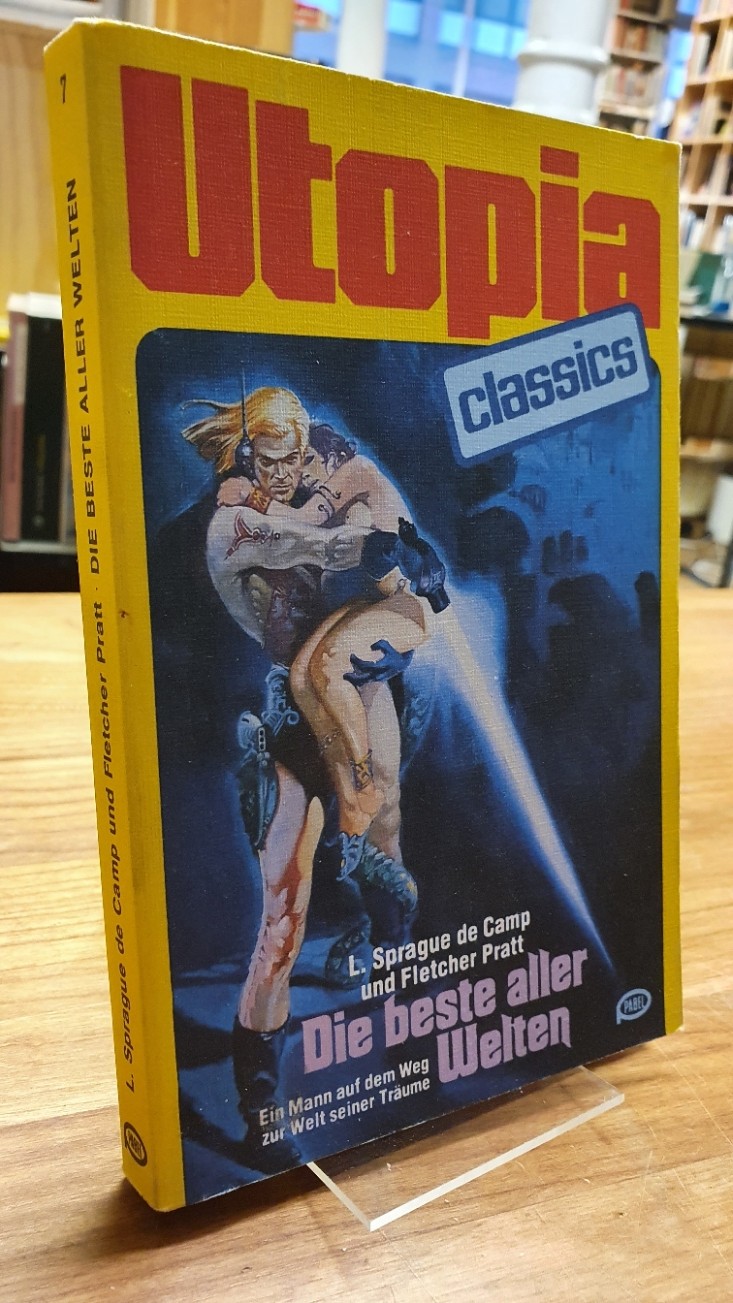 Utopia
classics
L. Sprague de Camp
und Fletcher Pratt
Die beste aller
Welten
Ein Mann auf dem Weg
zur Welt seiner Träume
PABEL
7
L. Sprague de Camp und Fletcher Pratt · DIE BESTE ALLER WELTEN
PABEL